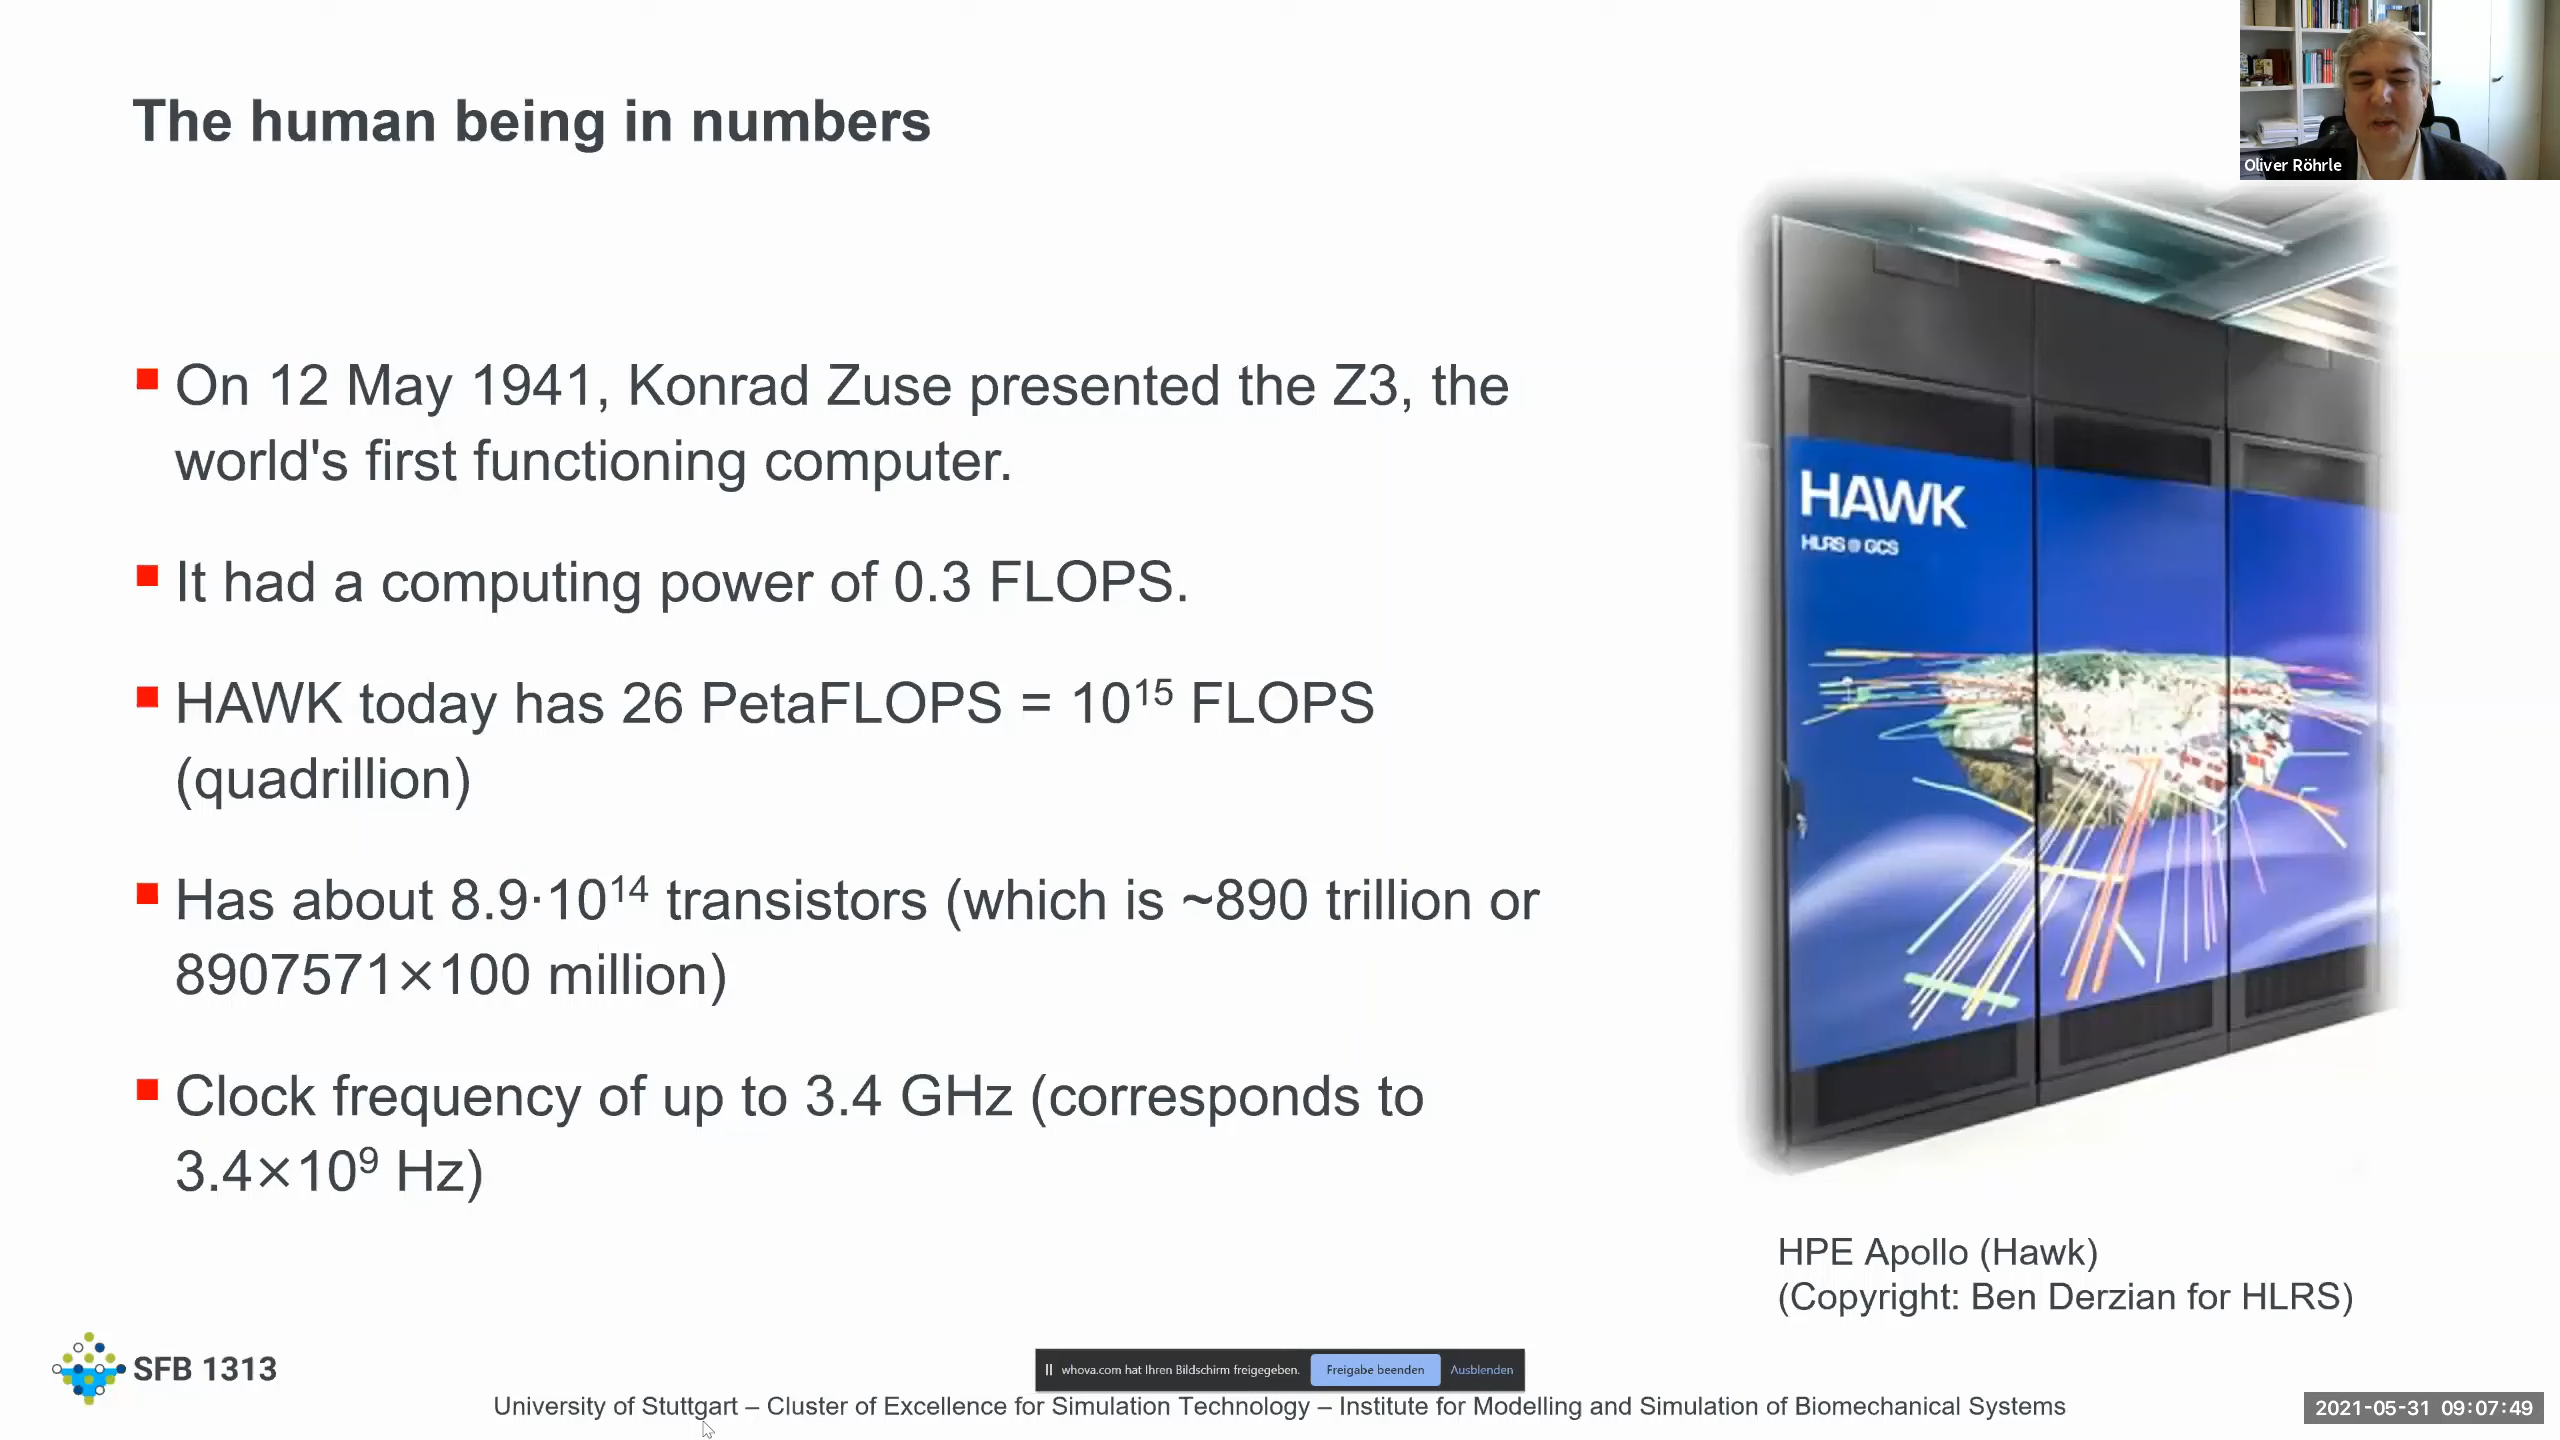 The human being in numbers
Oliver Röhrle
On 12 May 1941, Konrad Zuse presented the Z3, the
world's first functioning computer.
It had a computing power of 0.3 FLOPS.
HAWK today has 26 PetaFLOPS = 10¹⁵ FLOPS
(quadrillion)
Has about 8.9·10¹⁴ transistors (which is ~890 trillion or
8907571×100 million)
Clock frequency of up to 3.4 GHz (corresponds to
3.4×10⁹ Hz)
HAWK
HLRS @ GCS
HPE Apollo (Hawk)
(Copyright: Ben Derzian for HLRS)
SFB 1313
whova.com hat Ihren Bildschirm freigegeben. Freigabe beenden Ausblenden
University of Stuttgart – Cluster of Excellence for Simulation Technology – Institute for Modelling and Simulation of Biomechanical Systems
2021-05-31 09:07:49